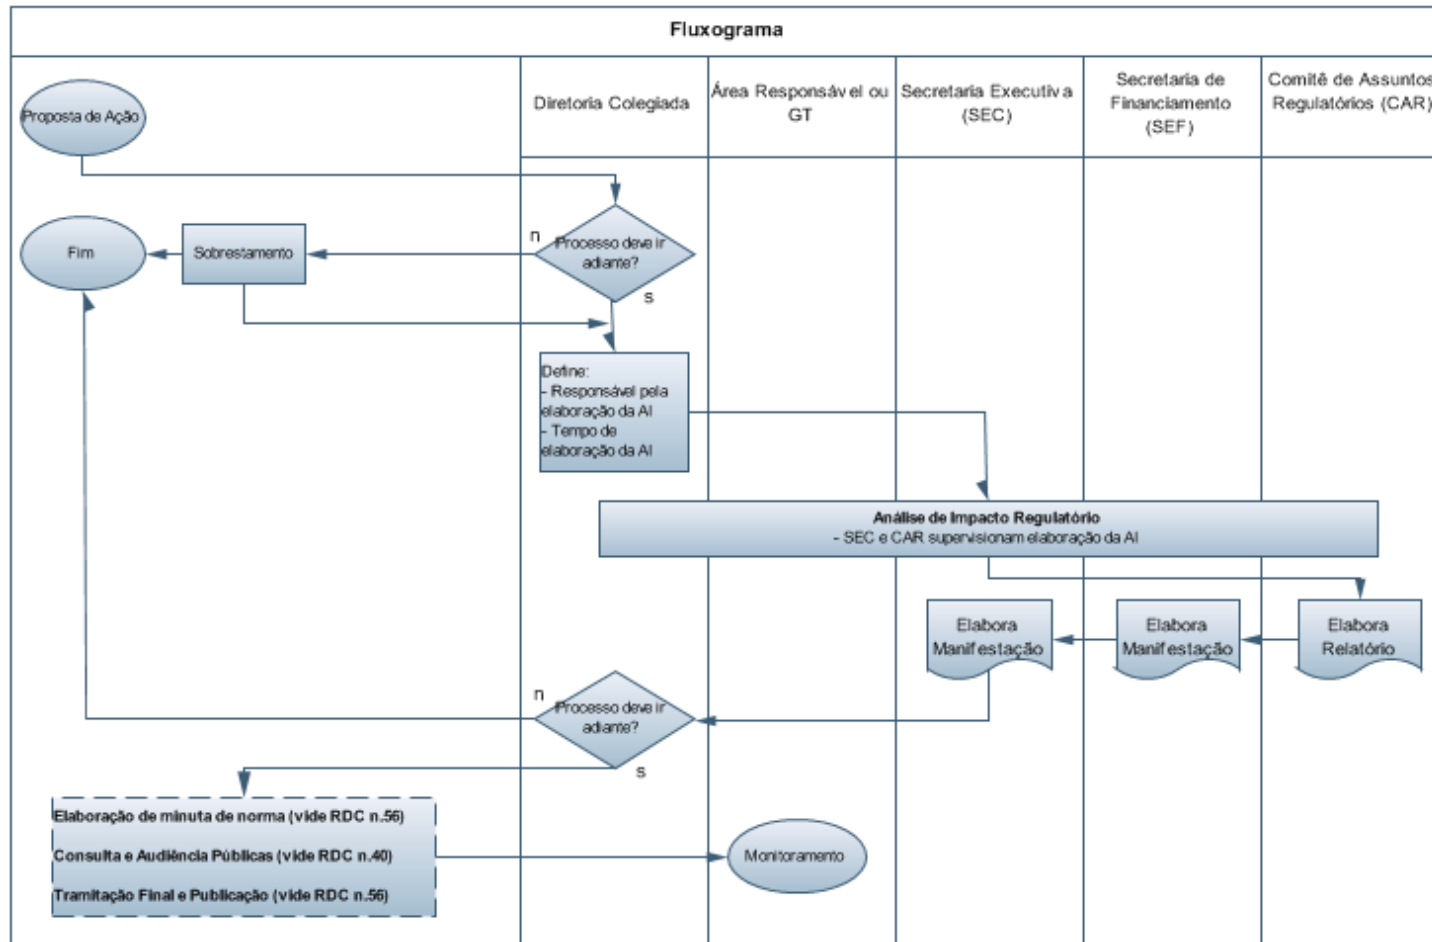 Fluxograma
Diretoria Colegiada
Área Responsável ou
GT
Secretaria Executiva
(SEC)
Secretaria de
Financiamento
(SEF)
Comitê de Assuntos
Regulatórios (CAR)
Proposta de Ação
n
Processo deve ir
adiante?
s
Sobrestamento
Fim
Define:
- Responsável pela
elaboração da AI
- Tempo de
elaboração da AI
Análise de Impacto Regulatório
- SEC e CAR supervisionam elaboração da AI
Elabora
Manifestação
Elabora
Manifestação
Elabora
Relatório
n
Processo deve ir
adiante?
s
Elaboração de minuta de norma (vide RDC n.56)
Consulta e Audiência Públicas (vide RDC n.40)
Tramitação Final e Publicação (vide RDC n.56)
Monitoramento